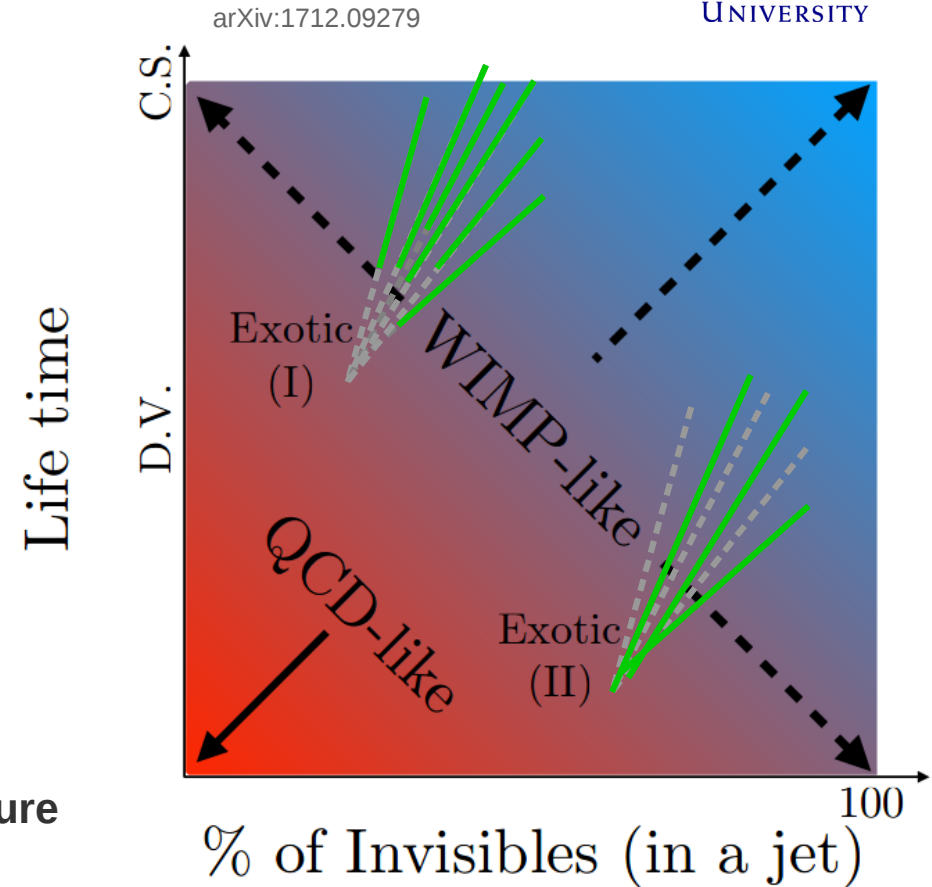 arXiv:1712.09279
UNIVERSITY
C.S.
Exotic
(I)
WIMP-like
Life time
D.V.
QCD-like
Exotic
(II)
ure
100
% of Invisibles (in a jet)